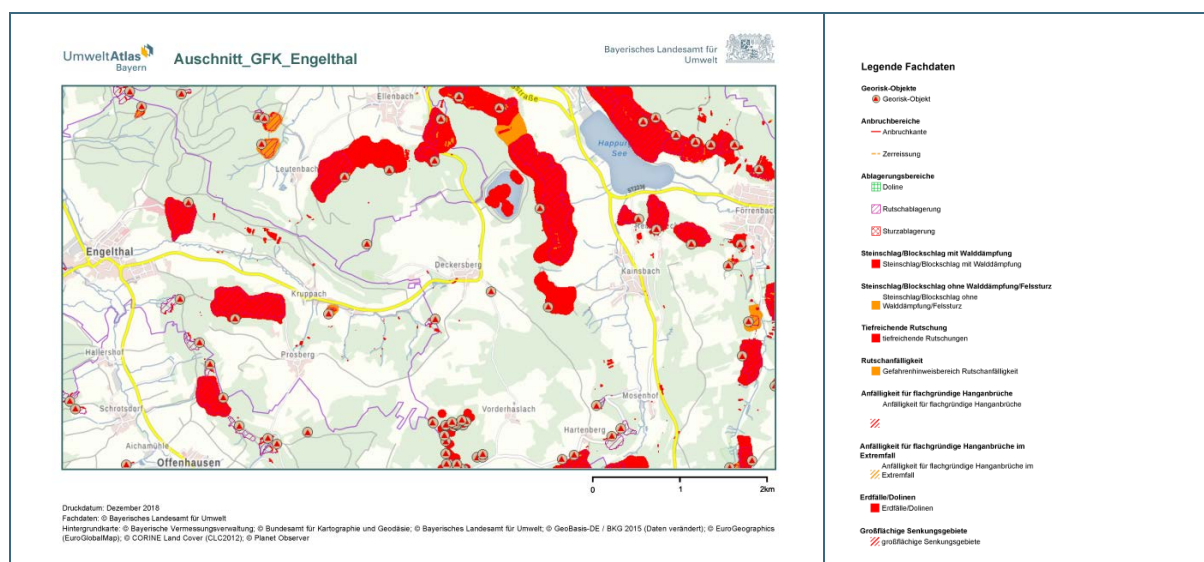 UmweltAtlas
Bayern
Auschnitt_GFK_Engelthal
Bayerisches Landesamt für
Umwelt
Ellenbach
Happurg
See
Leutenbach
Förrenbach
Engelthal
Deckersberg
Kainsbach
Kruppach
Hallershof
Prosberg
Schrotsdorf
Vorderhaslach
Mosenhof
Hartenberg
Aichamühle
Offenhausen
0 1 2km
Druckdatum: Dezember 2018
Fachdaten: © Bayerisches Landesamt für Umwelt
Hintergrundkarte: © Bayerische Vermessungsverwaltung; © Bundesamt für Kartographie und Geodäsie; © Bayerisches Landesamt für Umwelt; © GeoBasis-DE / BKG 2015 (Daten verändert); © EuroGeographics
(EuroGlobalMap); © CORINE Land Cover (CLC2012); © Planet Observer
Legende Fachdaten
Georisk-Objekte
Georisk-Objekt
Anbruchbereiche
Anbruchkante
Zerreissung
Ablagerungsbereiche
Doline
Rutschablagerung
Sturzablagerung
Steinschlag/Blockschlag mit Walddämpfung
Steinschlag/Blockschlag mit Walddämpfung
Steinschlag/Blockschlag ohne Walddämpfung/Felssturz
Steinschlag/Blockschlag ohne
Walddämpfung/Felssturz
Tiefreichende Rutschung
tiefreichende Rutschungen
Rutschanfälligkeit
Gefahrenhinweisbereich Rutschanfälligkeit
Anfälligkeit für flachgründige Hanganbrüche
Anfälligkeit für flachgründige Hanganbrüche
Anfälligkeit für flachgründige Hanganbrüche im
Extremfall
Anfälligkeit für flachgründige Hanganbrüche im
Extremfall
Erdfälle/Dolinen
Erdfälle/Dolinen
Großflächige Senkungsgebiete
großflächige Senkungsgebiete